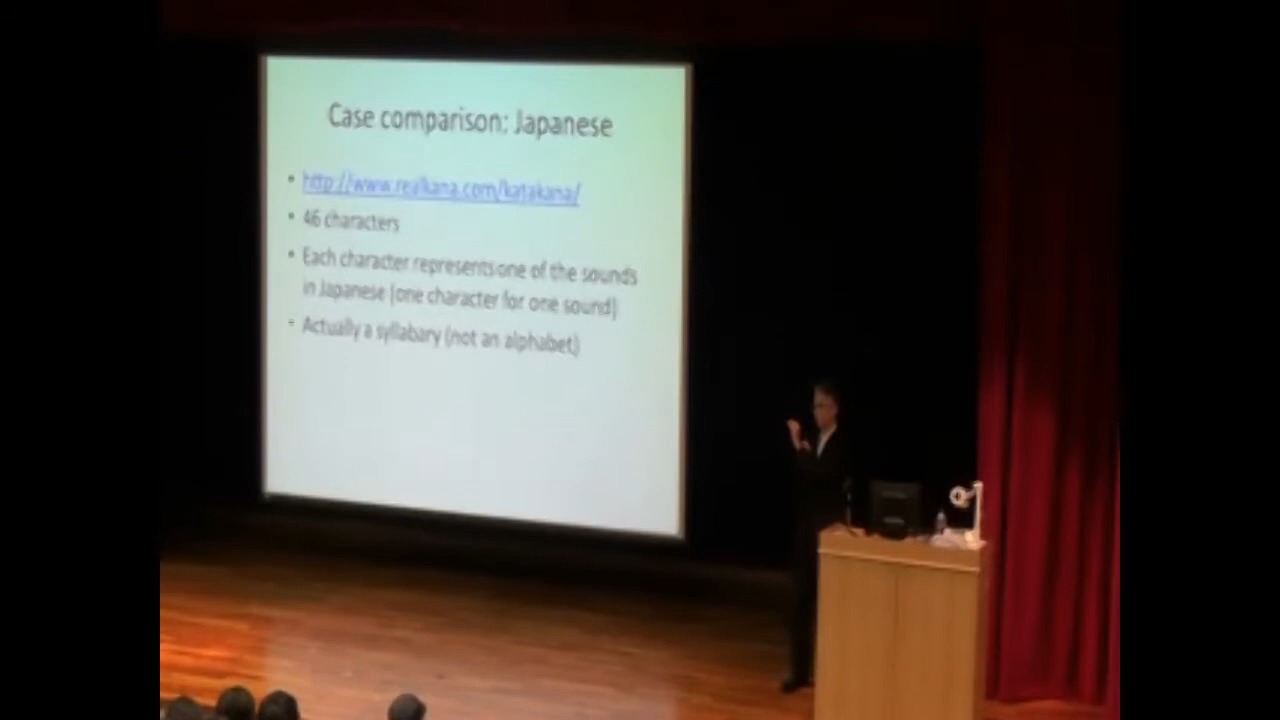 Case comparison: Japanese
• http://www.realkana.com/katakana/
• 46 characters
• Each character represents one of the sounds
in Japanese (one character for one sound)
• Actually a syllabary (not an alphabet)